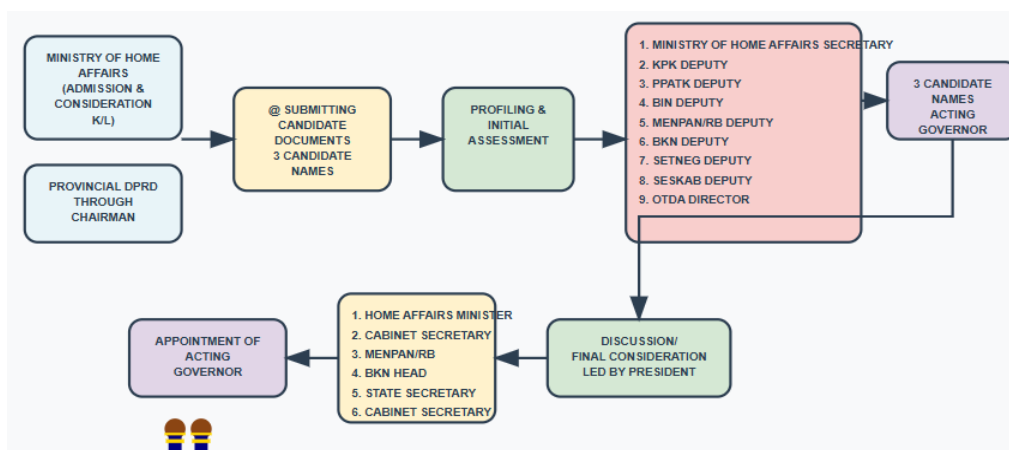 MINISTRY OF HOME
AFFAIRS
(ADMISSION &
CONSIDERATION
K/L)
PROVINCIAL DPRD
THROUGH
CHAIRMAN
@ SUBMITTING
CANDIDATE
DOCUMENTS
3 CANDIDATE
NAMES
PROFILING &
INITIAL
ASSESSMENT
1. MINISTRY OF HOME AFFAIRS SECRETARY
2. KPK DEPUTY
3. PPATK DEPUTY
4. BIN DEPUTY
5. MENPAN/RB DEPUTY
6. BKN DEPUTY
7. SETNEG DEPUTY
8. SESKAB DEPUTY
9. OTDA DIRECTOR
3 CANDIDATE
NAMES
ACTING
GOVERNOR
DISCUSSION/
FINAL CONSIDERATION
LED BY PRESIDENT
1. HOME AFFAIRS MINISTER
2. CABINET SECRETARY
3. MENPAN/RB
4. BKN HEAD
5. STATE SECRETARY
6. CABINET SECRETARY
APPOINTMENT OF
ACTING
GOVERNOR